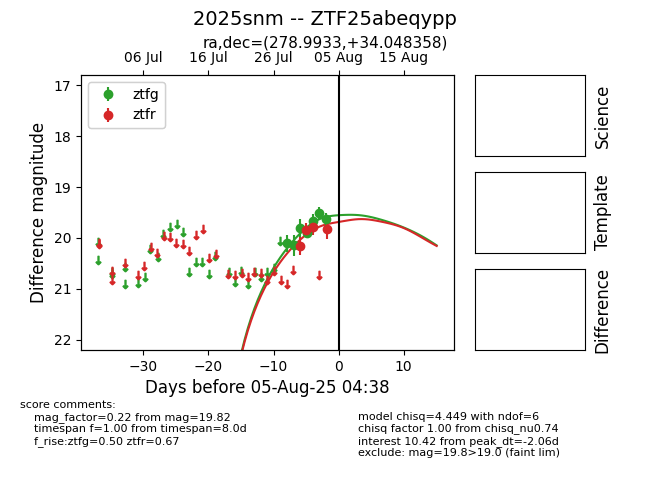 2025snm -- ZTF25abeqypp
ra,dec=(278.9933,+34.048358)
06 Jul 16 Jul 26 Jul 05 Aug 15 Aug
17
18
19
20
21
22
Difference magnitude
ztfg
ztfr
−30 −20 −10 0 10
Days before 05-Aug-25 04:38
Science
Template
Difference
score comments:
mag_factor=0.22 from mag=19.82
timespan f=1.00 from timespan=8.0d
f_rise:ztfg=0.50 ztfr=0.67
model chisq=4.449 with ndof=6
chisq factor 1.00 from chisq_nu0.74
interest 10.42 from peak_dt=-2.06d
exclude: mag=19.8>19.0 (faint lim)